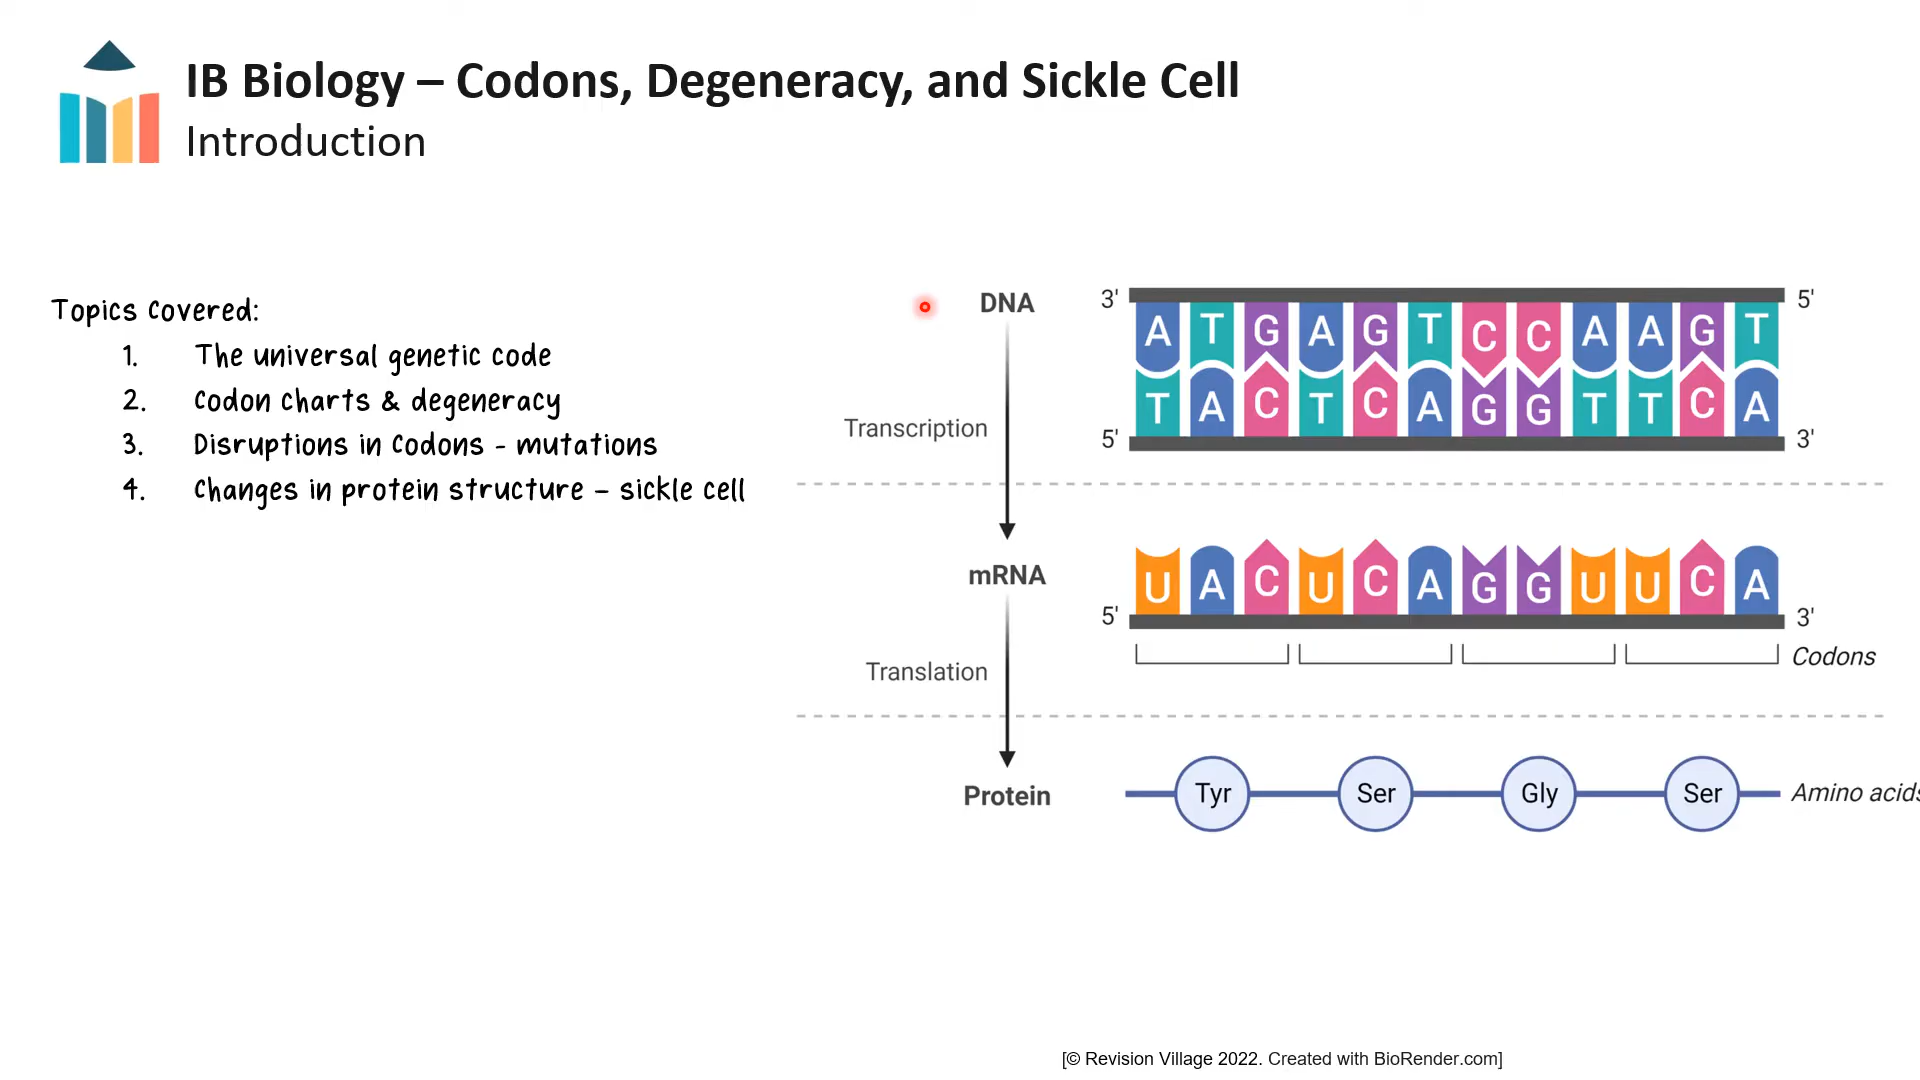 IB Biology – Codons, Degeneracy, and Sickle Cell
Introduction
Topics Covered:
1. The universal genetic code
2. Codon Charts & degeneracy
3. Disruptions in Codons - mutations
4. Changes in protein structure – sickle cell
DNA
3' A T G A G T C C A A G T 5'
5' T A C T C A G G T T C A 3'
Transcription
mRNA
U A C U C A G G U U C A
5' 3'
Codons
Translation
Protein
Tyr Ser Gly Ser
Amino acids
[© Revision Village 2022. Created with BioRender.com]